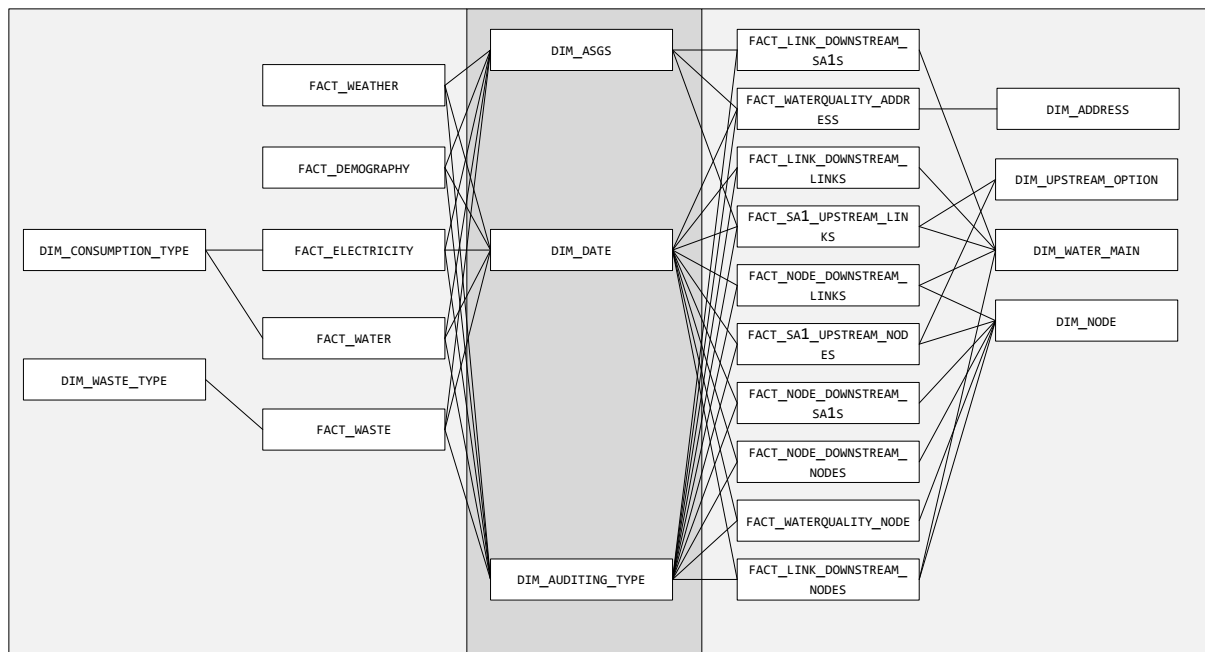 DIM_CONSUMPTION_TYPE
DIM_WASTE_TYPE
FACT_WEATHER
FACT_DEMOGRAPHY
FACT_ELECTRICITY
FACT_WATER
FACT_WASTE
DIM_ASGS
DIM_DATE
DIM_AUDITING_TYPE
FACT_LINK_DOWNSTREAM_
SA1S
FACT_WATERQUALITY_ADDR
ESS
FACT_LINK_DOWNSTREAM_
LINKS
FACT_SA1_UPSTREAM_LIN
KS
FACT_NODE_DOWNSTREAM_
LINKS
FACT_SA1_UPSTREAM_NOD
ES
FACT_NODE_DOWNSTREAM_
SA1S
FACT_NODE_DOWNSTREAM_
NODES
FACT_WATERQUALITY_NODE
FACT_LINK_DOWNSTREAM_
NODES
DIM_ADDRESS
DIM_UPSTREAM_OPTION
DIM_WATER_MAIN
DIM_NODE